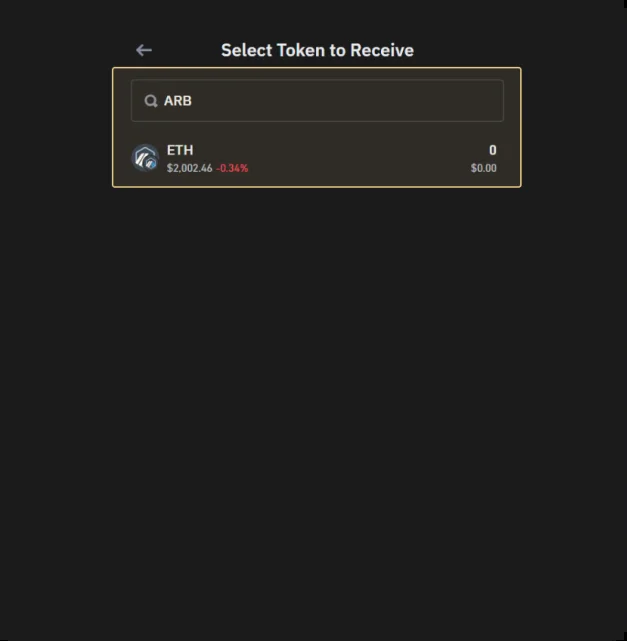 Select Token to Receive
ARB
ETH
0
$2,002.46 -0.34%
$0.00